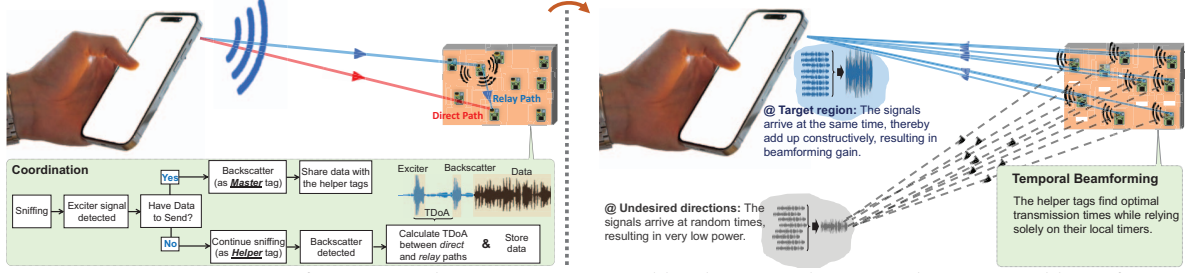 Relay Path
Direct Path
Coordination
Sniffing
Exciter signal
detected
Have Data
to Send?
Yes
Backscatter
(as Master tag)
Share data with
the helper tags
No
Continue sniffing
(as Helper tag)
Backscatter
detected
Calculate TDoA
between direct
and relay paths
&
Store
data
Exciter
Backscatter
Data
TDoA
@ Target region: The signals
arrive at the same time, thereby
add up constructively, resulting in
beamforming gain.
@ Undesired directions: The
signals arrive at random times,
resulting in very low power.
Temporal Beamforming
The helper tags find optimal
transmission times while relying
solely on their local timers.